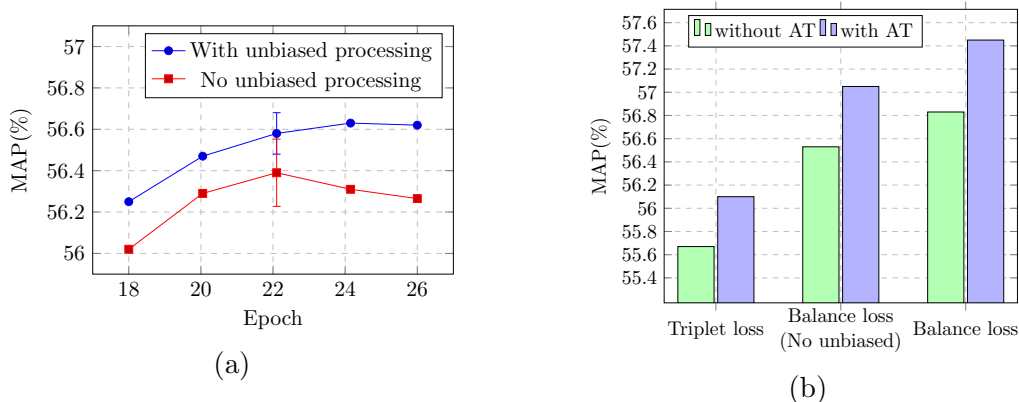 57
56.8
56.6
56.4
56.2
56
MAP(%)
With unbiased processing
No unbiased processing
18 20 22 24 26
Epoch
(a)
57.6
57.4
57.2
57
56.8
56.6
56.4
56.2
56
55.8
55.6
55.4
MAP(%)
without AT with AT
Triplet loss
Balance loss
(No unbiased)
Balance loss
(b)